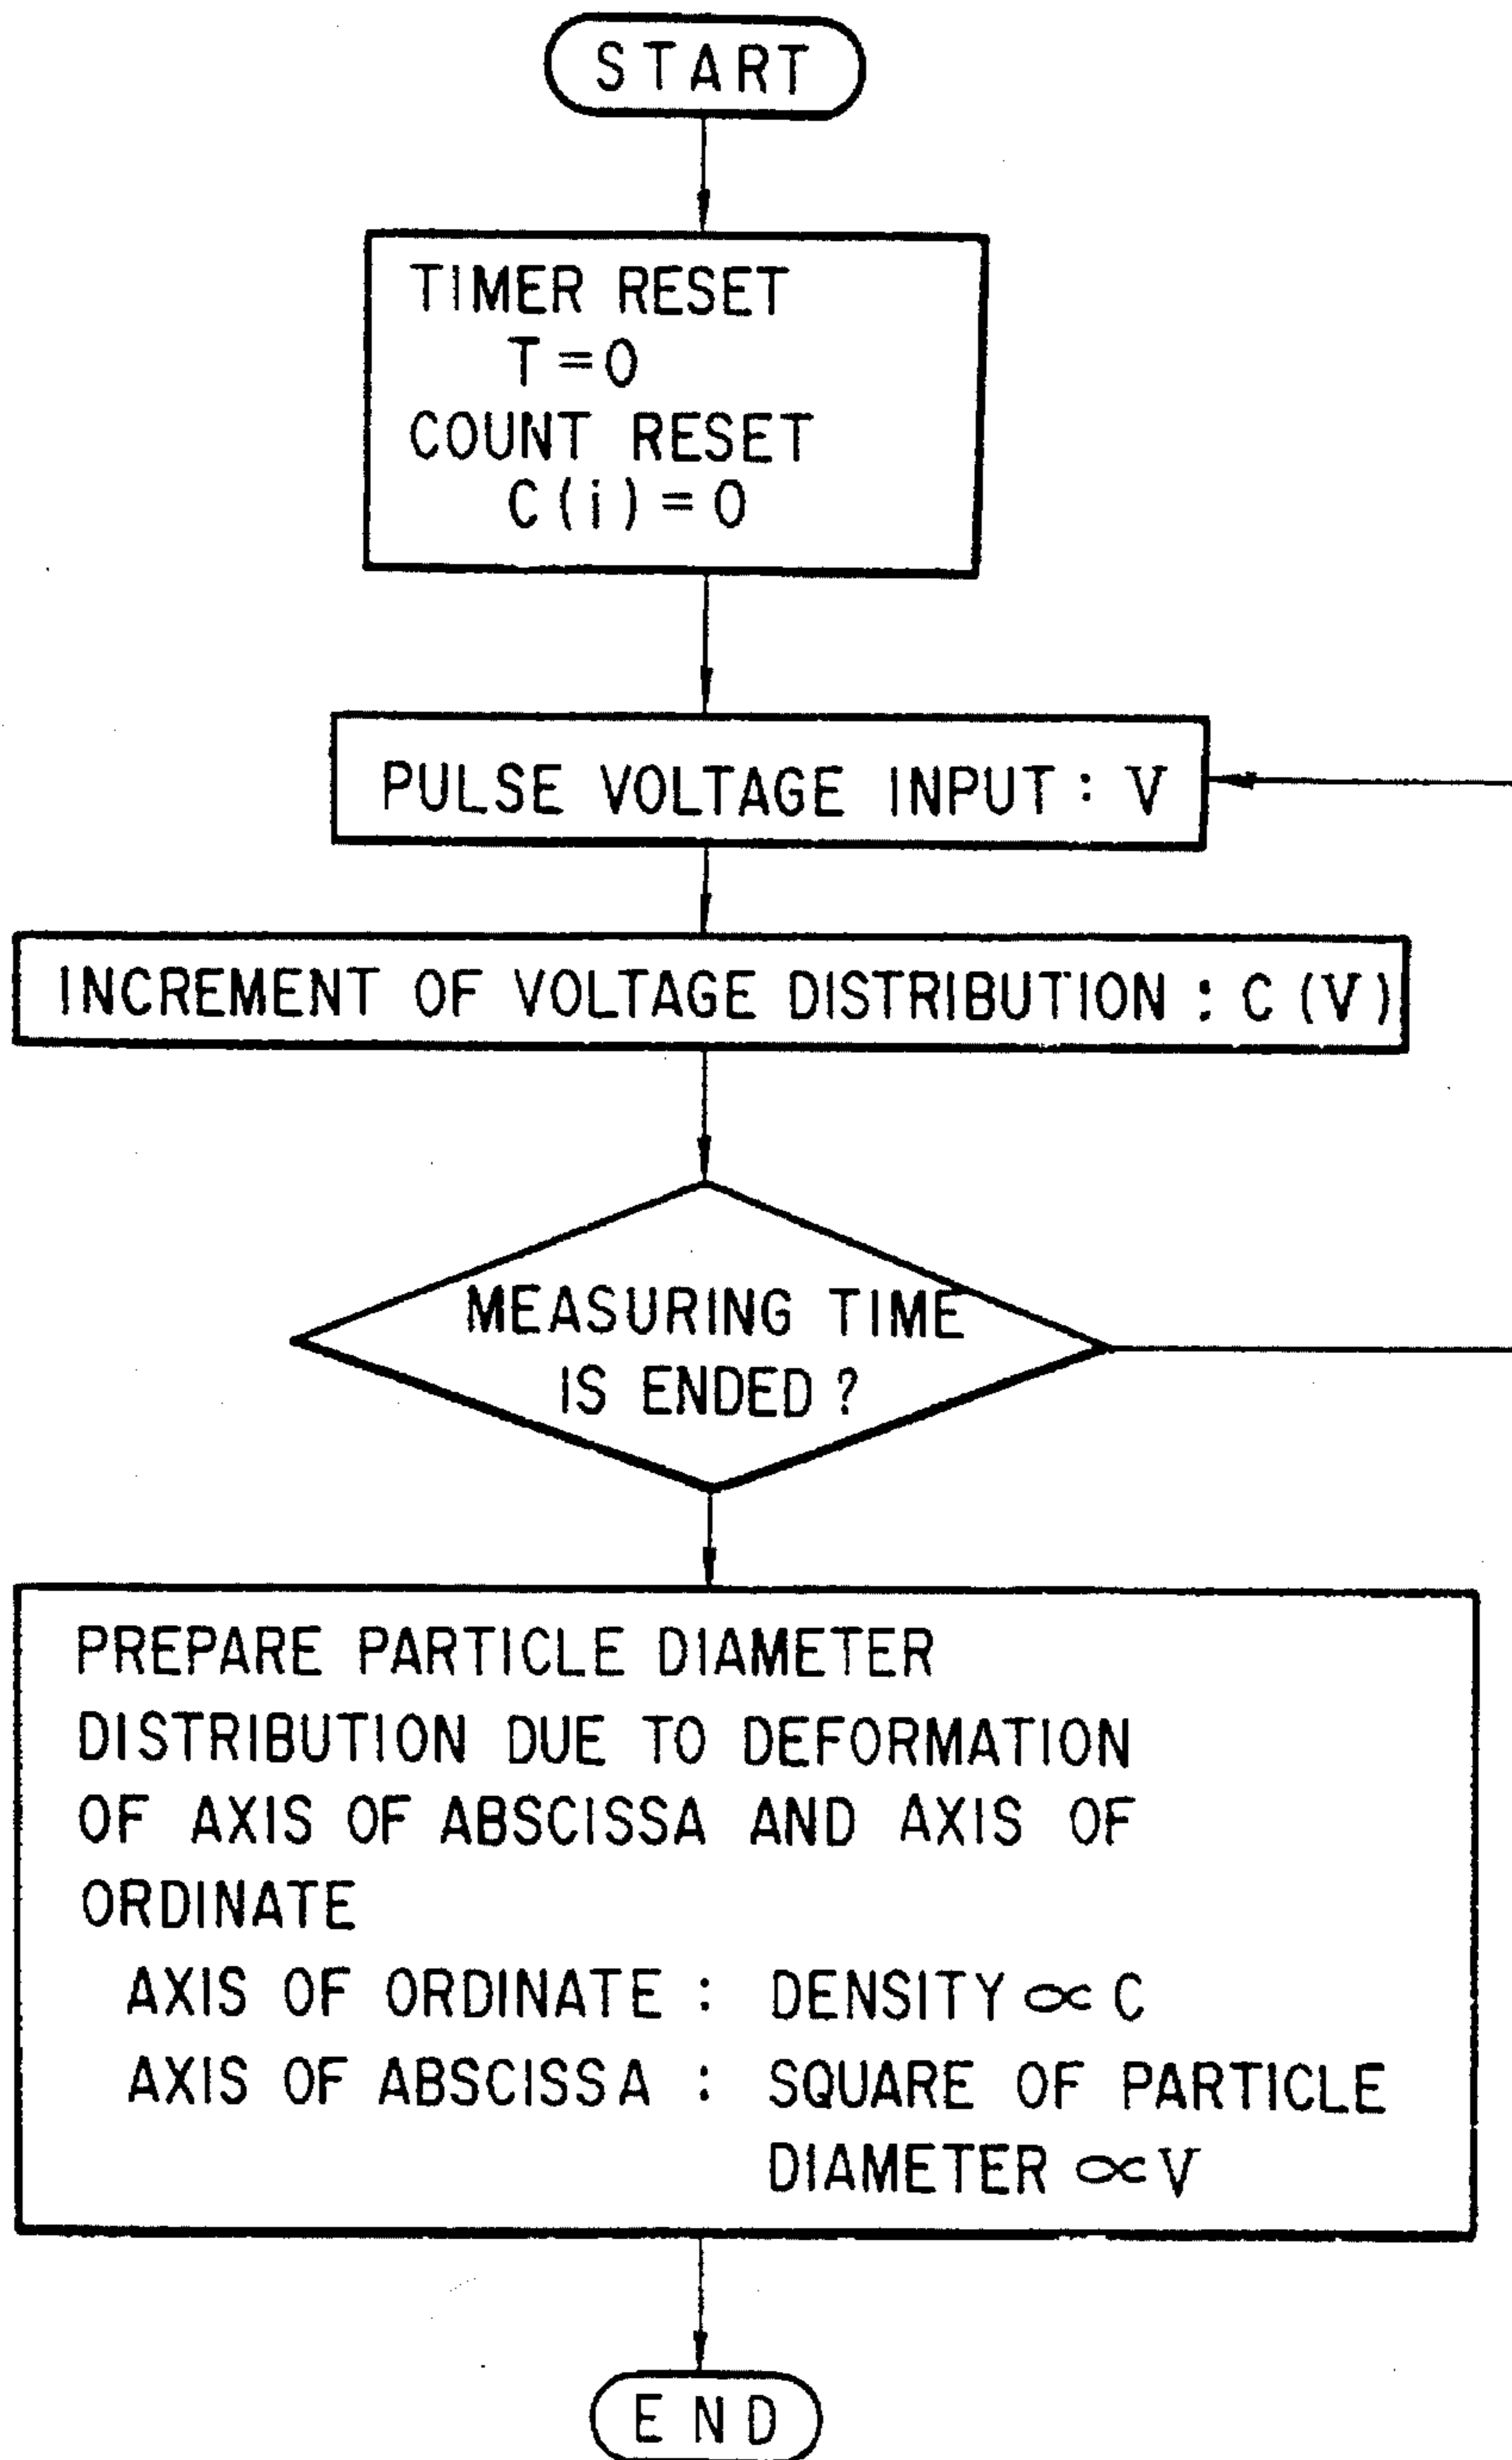 START
TIMER RESET
T=0
COUNT RESET
C(i)=0
PULSE VOLTAGE INPUT : V
INCREMENT OF VOLTAGE DISTRIBUTION : C(V)
MEASURING TIME
IS ENDED ?
PREPARE PARTICLE DIAMETER
DISTRIBUTION DUE TO DEFORMATION
OF AXIS OF ABSCISSA AND AXIS OF
ORDINATE
AXIS OF ORDINATE : DENSITY ∝ C
AXIS OF ABSCISSA : SQUARE OF PARTICLE
DIAMETER ∝ V
END